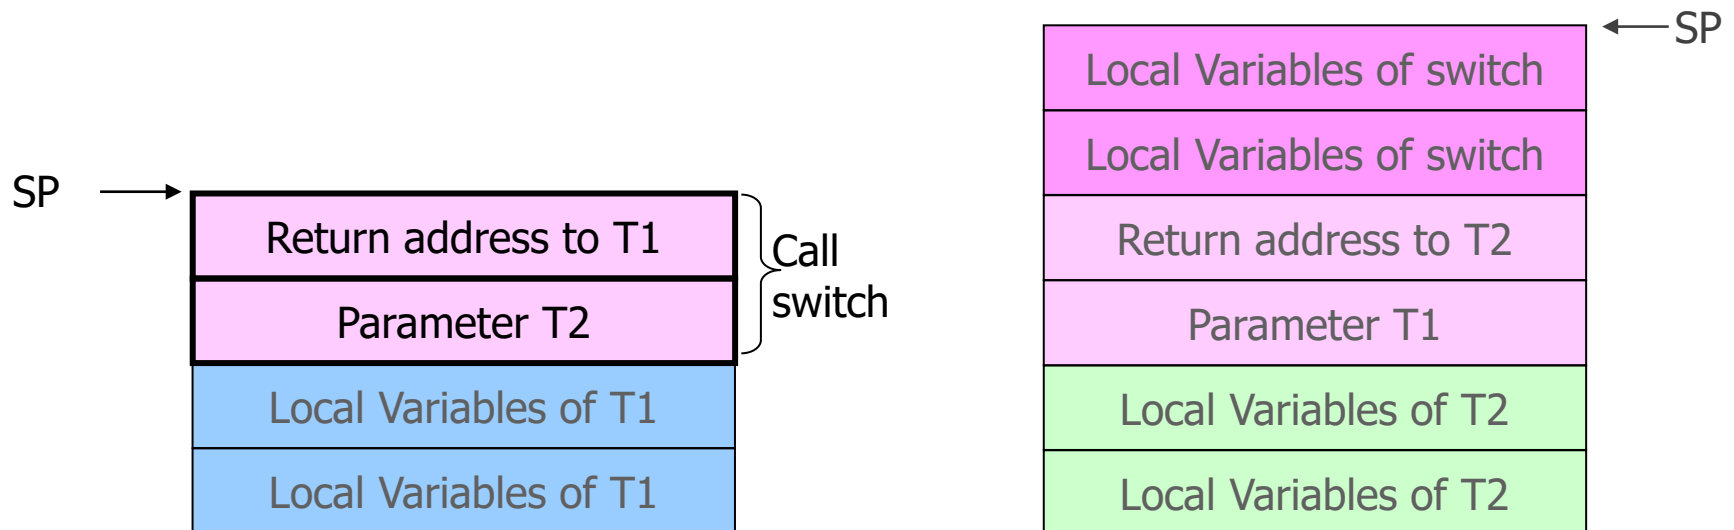 SP
Return address to T1
Parameter T2
Local Variables of T1
Local Variables of T1
Call
switch
SP
Local Variables of switch
Local Variables of switch
Return address to T2
Parameter T1
Local Variables of T2
Local Variables of T2